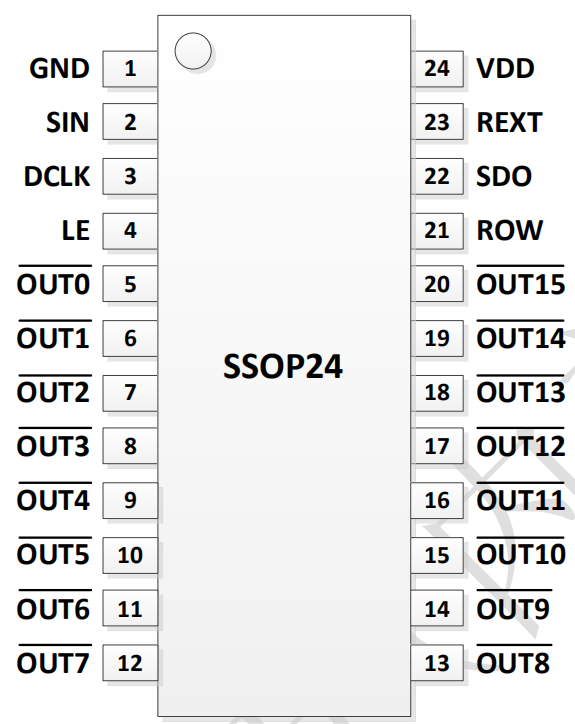 GND 1 24 VDD
SIN 2 23 REXT
DCLK 3 22 SDO
LE 4 21 ROW
OUT0 5 20 OUT15
OUT1 6 19 OUT14
OUT2 7 18 OUT13
SSOP24
OUT3 8 17 OUT12
OUT4 9 16 OUT11
OUT5 10 15 OUT10
OUT6 11 14 OUT9
OUT7 12 13 OUT8